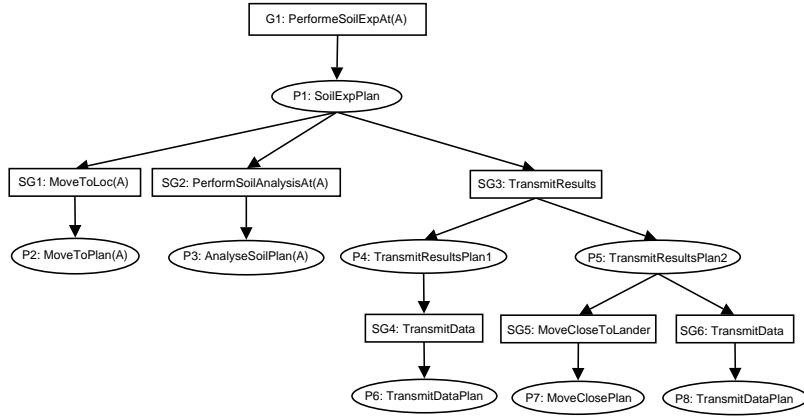 G1: PerformeSoilExpAt(A)
P1: SoilExpPlan
SG1: MoveToLoc(A)
SG2: PerformSoilAnalysisAt(A)
SG3: TransmitResults
P2: MoveToPlan(A)
P3: AnalyseSoilPlan(A)
P4: TransmitResultsPlan1
P5: TransmitResultsPlan2
SG4: TransmitData
SG5: MoveCloseToLander
SG6: TransmitData
P6: TransmitDataPlan
P7: MoveClosePlan
P8: TransmitDataPlan